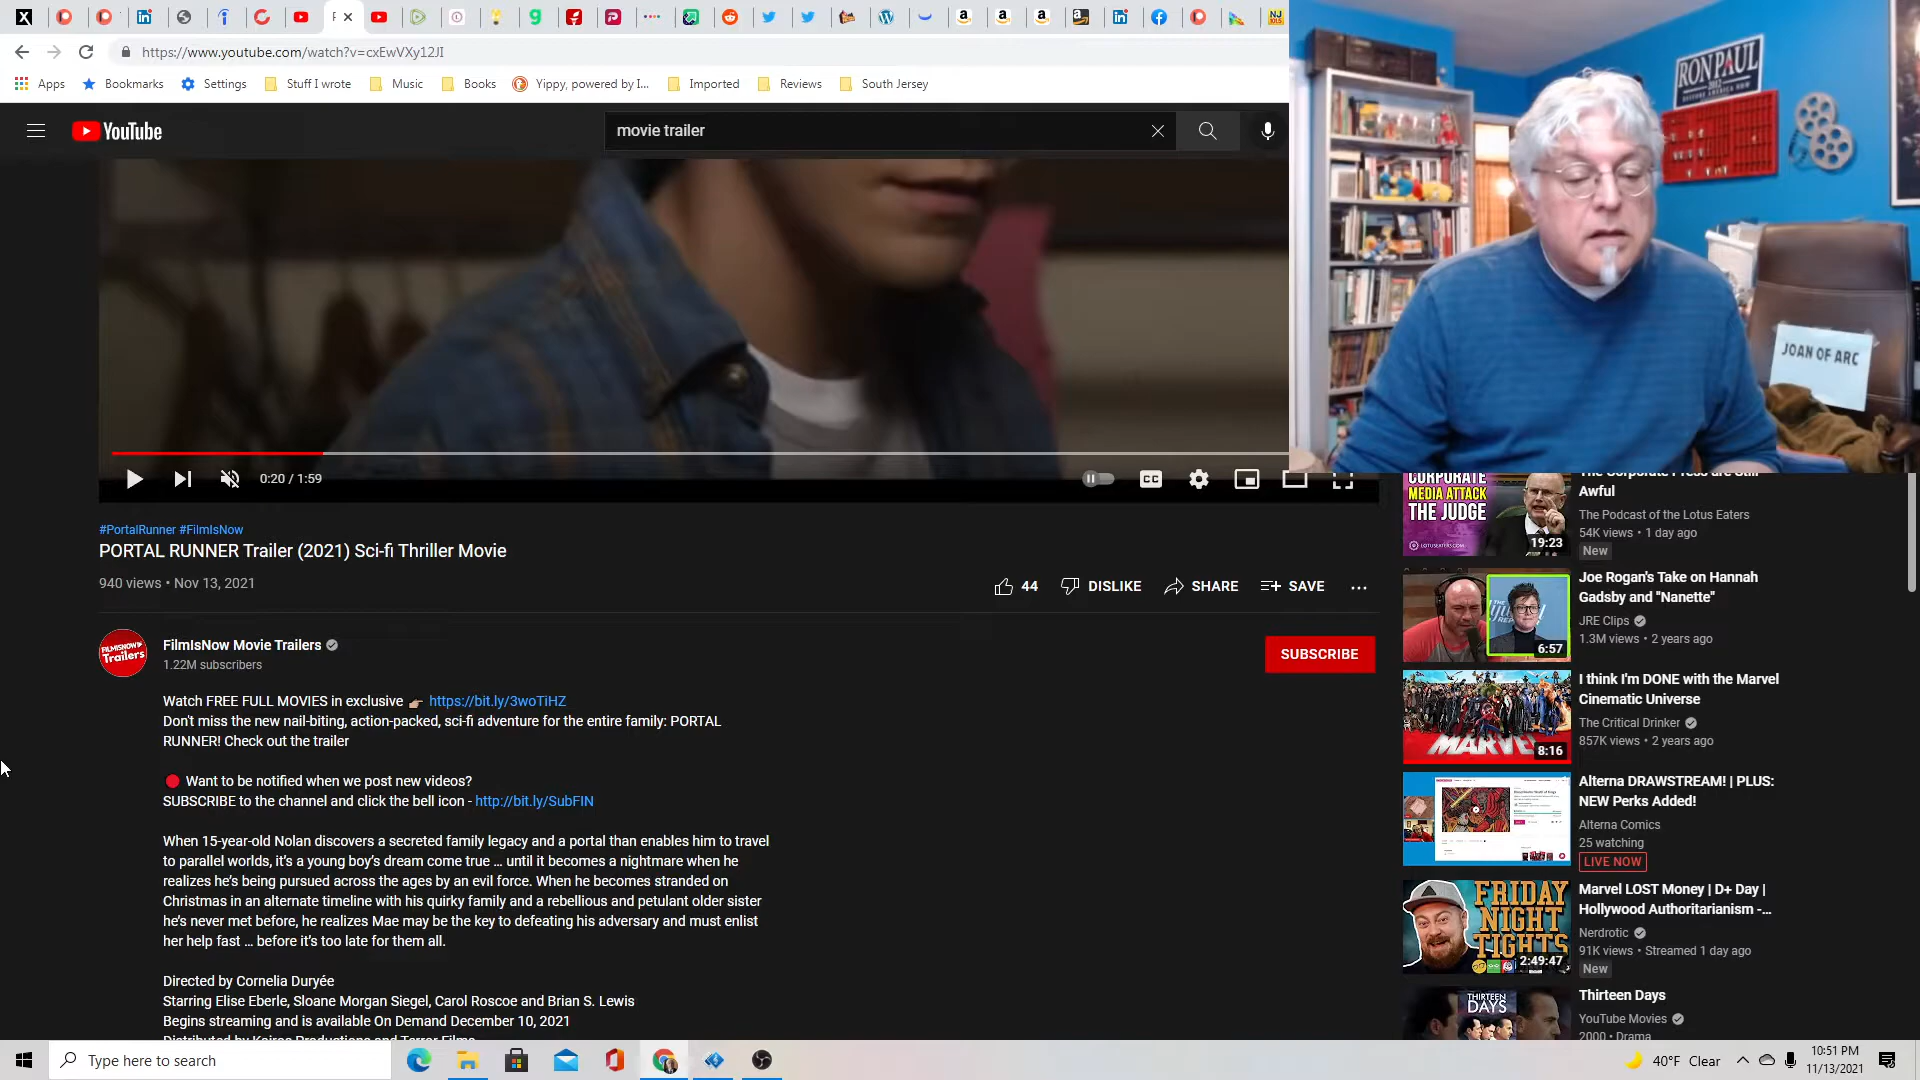 https://www.youtube.com/watch?v=cxEwVXy12JI
Apps
Bookmarks
Settings
Stuff I wrote
Music
Books
Yippy, powered by I...
Imported
Reviews
South Jersey
YouTube
movie trailer
0:20 / 1:59
CC
#PortalRunner #FilmIsNow
PORTAL RUNNER Trailer (2021) Sci-fi Thriller Movie
940 views • Nov 13, 2021
44
DISLIKE
SHARE
SAVE
FILMISNOW
Trailers
FilmIsNow Movie Trailers
1.22M subscribers
SUBSCRIBE
Watch FREE FULL MOVIES in exclusive 👉 https://bit.ly/3woTiHZ
Don't miss the new nail-biting, action-packed, sci-fi adventure for the entire family: PORTAL
RUNNER! Check out the trailer
🔴 Want to be notified when we post new videos?
SUBSCRIBE to the channel and click the bell icon - http://bit.ly/SubFIN
When 15-year-old Nolan discovers a secreted family legacy and a portal than enables him to travel
to parallel worlds, it's a young boy's dream come true … until it becomes a nightmare when he
realizes he's being pursued across the ages by an evil force. When he becomes stranded on
Christmas in an alternate timeline with his quirky family and a rebellious and petulant older sister
he's never met before, he realizes Mae may be the key to defeating his adversary and must enlist
her help fast … before it's too late for them all.
Directed by Cornelia Duryée
Starring Elise Eberle, Sloane Morgan Siegel, Carol Roscoe and Brian S. Lewis
Begins streaming and is available On Demand December 10, 2021
Distributed by Kairos Productions and Terror Films
RON PAUL
2012
JOAN OF ARC
CORPORATE
MEDIA ATTACK
THE JUDGE
19:23
The Corporate Press are Still
Awful
The Podcast of the Lotus Eaters
54K views • 1 day ago
New
6:57
Joe Rogan's Take on Hannah
Gadsby and "Nanette"
JRE Clips
1.3M views • 2 years ago
MARVEL
8:16
I think I'm DONE with the Marvel
Cinematic Universe
The Critical Drinker
857K views • 2 years ago
Alterna DRAWSTREAM! | PLUS:
NEW Perks Added!
Alterna Comics
25 watching
LIVE NOW
FRIDAY
NIGHT
TIGHTS
2:49:47
Marvel LOST Money | D+ Day |
Hollywood Authoritarianism -...
Nerdrotic
91K views • Streamed 1 day ago
New
THIRTEEN
DAYS
Thirteen Days
YouTube Movies
2000 • Drama
Type here to search
40°F Clear
10:51 PM
11/13/2021